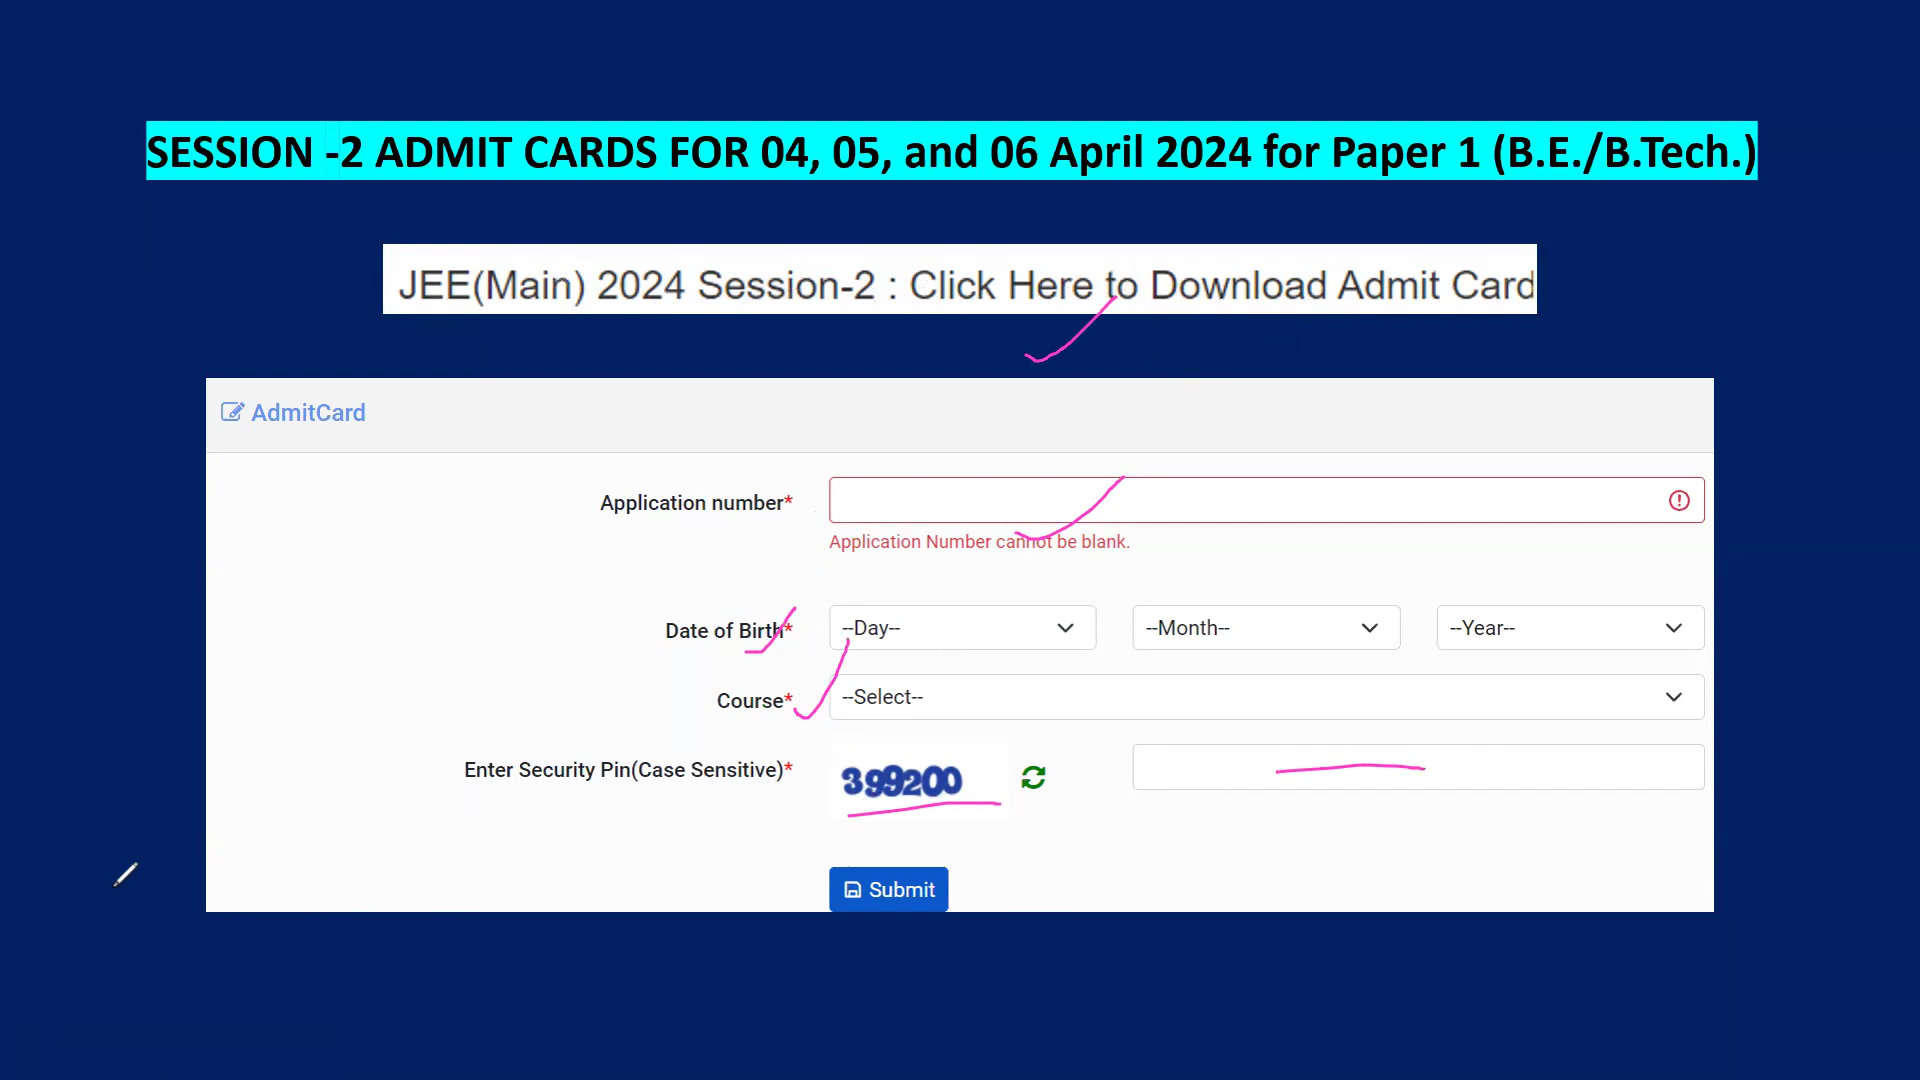 SESSION -2 ADMIT CARDS FOR 04, 05, and 06 April 2024 for Paper 1 (B.E./B.Tech.)
JEE(Main) 2024 Session-2 : Click Here to Download Admit Card
AdmitCard
Application number*
Application Number cannot be blank.
Date of Birth* --Day-- --Month-- --Year--
Course* --Select--
Enter Security Pin(Case Sensitive)* 399200
Submit